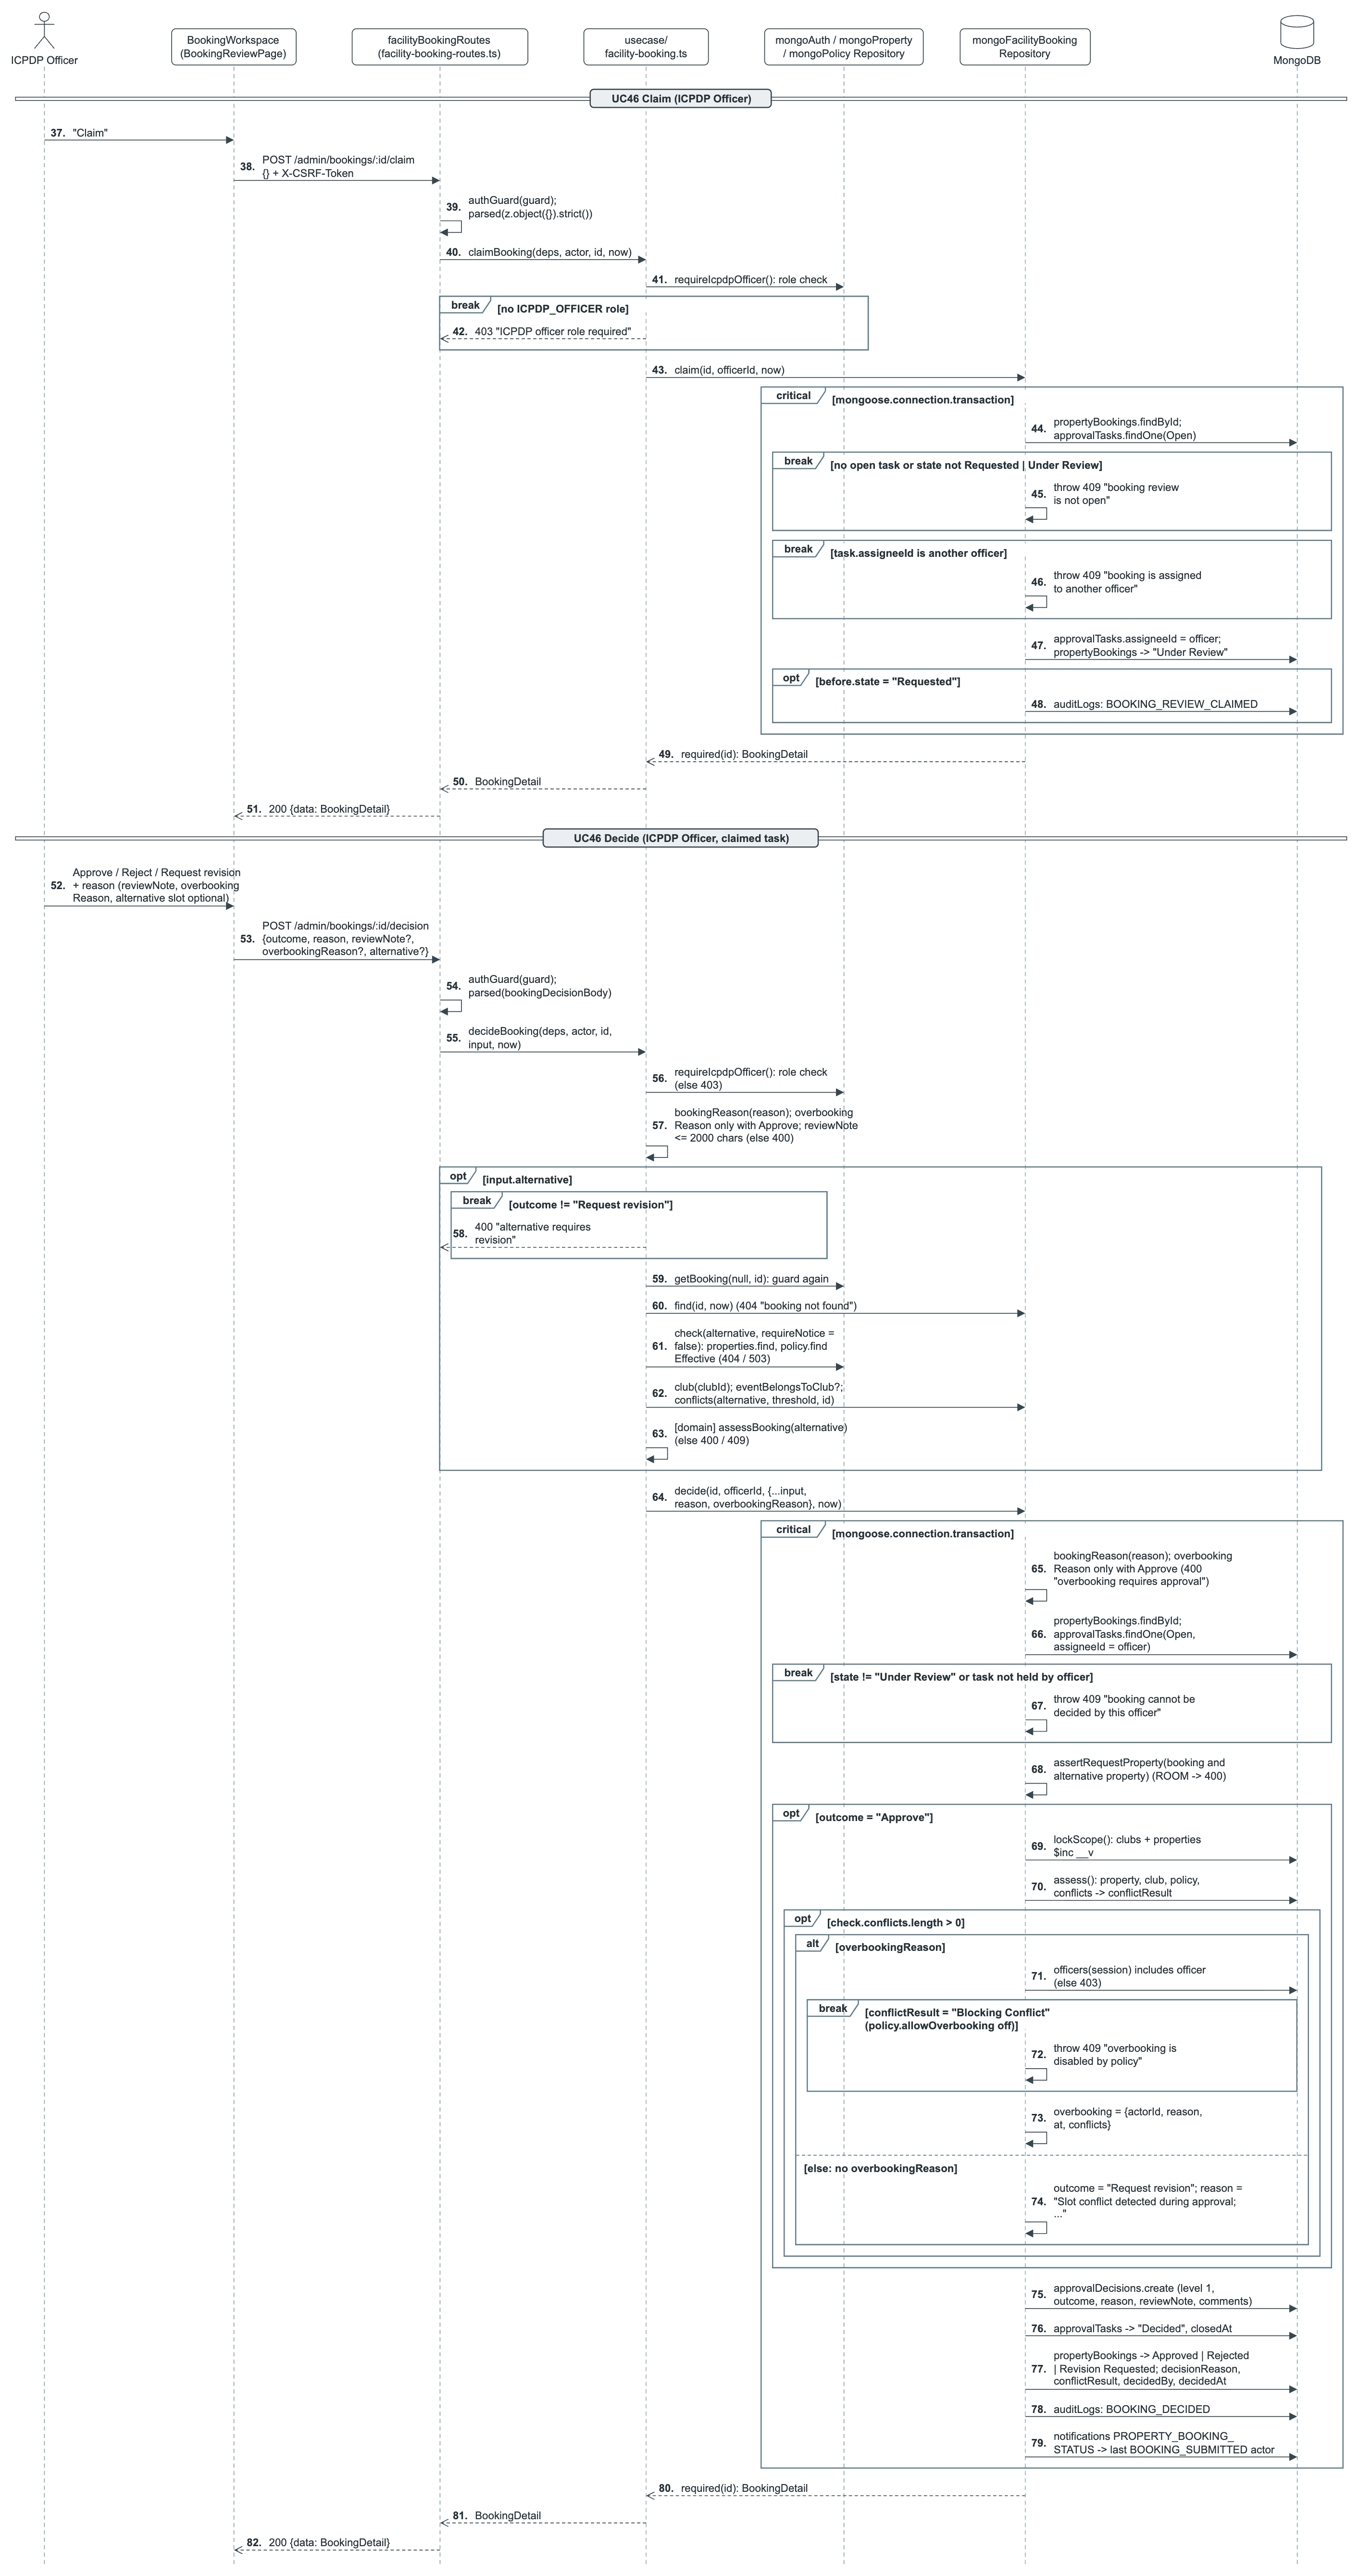 ICPDP Officer
BookingWorkspace
(BookingReviewPage)
facilityBookingRoutes
(facility-booking-routes.ts)
usecase/
facility-booking.ts
mongoAuth / mongoProperty
/ mongoPolicy Repository
mongoFacilityBooking
Repository
MongoDB
UC46 Claim (ICPDP Officer)
37. "Claim"
38. POST /admin/bookings/:id/claim
{} + X-CSRF-Token
39. authGuard(guard);
parsed(z.object({}).strict())
40. claimBooking(deps, actor, id, now)
41. requireIcpdpOfficer(): role check
break [no ICPDP_OFFICER role]
42. 403 "ICPDP officer role required"
43. claim(id, officerId, now)
critical [mongoose.connection.transaction]
44. propertyBookings.findById;
approvalTasks.findOne(Open)
break [no open task or state not Requested | Under Review]
45. throw 409 "booking review
is not open"
break [task.assigneeId is another officer]
46. throw 409 "booking is assigned
to another officer"
47. approvalTasks.assigneeId = officer;
propertyBookings -> "Under Review"
opt [before.state = "Requested"]
48. auditLogs: BOOKING_REVIEW_CLAIMED
49. required(id): BookingDetail
50. BookingDetail
51. 200 {data: BookingDetail}
UC46 Decide (ICPDP Officer, claimed task)
52. Approve / Reject / Request revision
+ reason (reviewNote, overbooking
Reason, alternative slot optional)
53. POST /admin/bookings/:id/decision
{outcome, reason, reviewNote?,
overbookingReason?, alternative?}
54. authGuard(guard);
parsed(bookingDecisionBody)
55. decideBooking(deps, actor, id,
input, now)
56. requireIcpdpOfficer(): role check
(else 403)
57. bookingReason(reason); overbooking
Reason only with Approve; reviewNote
<= 2000 chars (else 400)
opt [input.alternative]
break [outcome != "Request revision"]
58. 400 "alternative requires
revision"
59. getBooking(null, id): guard again
60. find(id, now) (404 "booking not found")
61. check(alternative, requireNotice =
false): properties.find, policy.find
Effective (404 / 503)
62. club(clubId); eventBelongsToClub?;
conflicts(alternative, threshold, id)
63. [domain] assessBooking(alternative)
(else 400 / 409)
64. decide(id, officerId, {...input,
reason, overbookingReason}, now)
critical [mongoose.connection.transaction]
65. bookingReason(reason); overbooking
Reason only with Approve (400
"overbooking requires approval")
66. propertyBookings.findById;
approvalTasks.findOne(Open,
assigneeId = officer)
break [state != "Under Review" or task not held by officer]
67. throw 409 "booking cannot be
decided by this officer"
68. assertRequestProperty(booking and
alternative property) (ROOM -> 400)
opt [outcome = "Approve"]
69. lockScope(): clubs + properties
$inc __v
70. assess(): property, club, policy,
conflicts -> conflictResult
opt [check.conflicts.length > 0]
alt [overbookingReason]
71. officers(session) includes officer
(else 403)
break [conflictResult = "Blocking Conflict"
(policy.allowOverbooking off)]
72. throw 409 "overbooking is
disabled by policy"
73. overbooking = {actorId, reason,
at, conflicts}
[else: no overbookingReason]
74. outcome = "Request revision"; reason =
"Slot conflict detected during approval;
..."
75. approvalDecisions.create (level 1,
outcome, reason, reviewNote, comments)
76. approvalTasks -> "Decided", closedAt
77. propertyBookings -> Approved | Rejected
| Revision Requested; decisionReason,
conflictResult, decidedBy, decidedAt
78. auditLogs: BOOKING_DECIDED
79. notifications PROPERTY_BOOKING_
STATUS -> last BOOKING_SUBMITTED actor
80. required(id): BookingDetail
81. BookingDetail
82. 200 {data: BookingDetail}